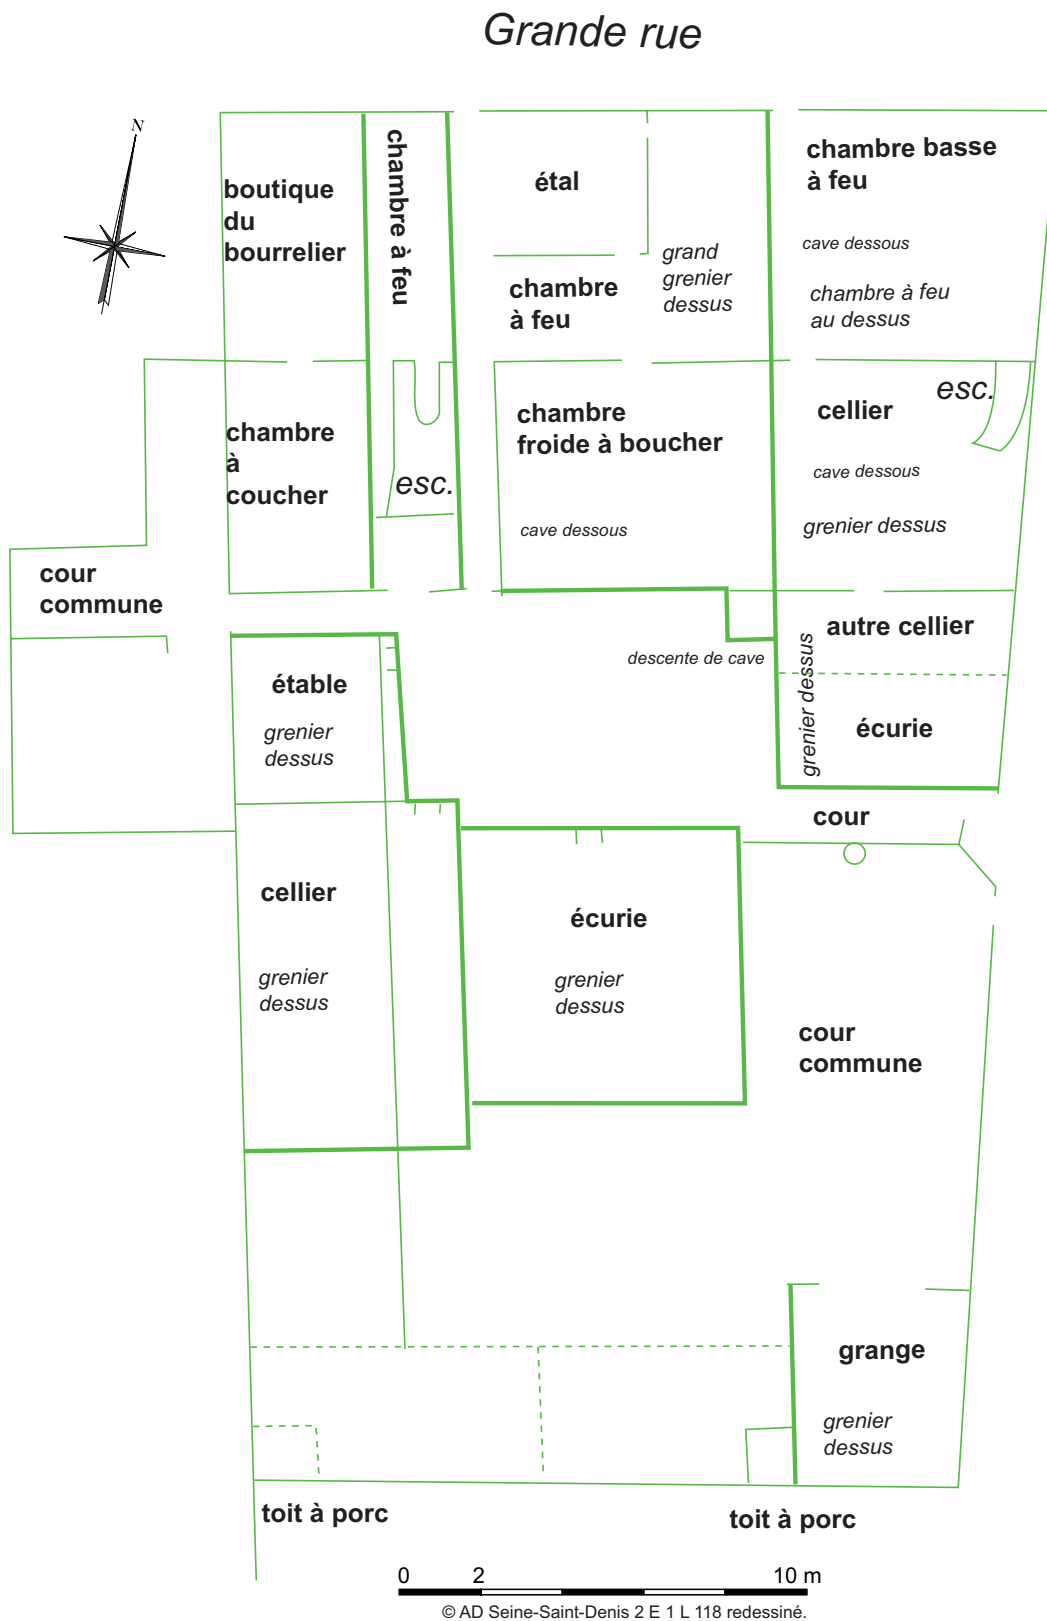 Grande rue
N
boutique
du
bourrelier
chambre à feu
étal
chambre
à feu
grand
grenier
dessus
chambre basse
à feu
cave dessous
chambre à feu
au dessus
chambre
à
coucher
esc.
chambre
froide à boucher
cave dessous
cellier
esc.
cave dessous
grenier dessus
cour
commune
étable
grenier
dessus
descente de cave
autre cellier
grenier dessus
écurie
cour
cellier
grenier
dessus
écurie
grenier
dessus
cour
commune
grange
grenier
dessus
toit à porc
toit à porc
0 2 10 m
© AD Seine-Saint-Denis 2 E 1 L 118 redessiné.